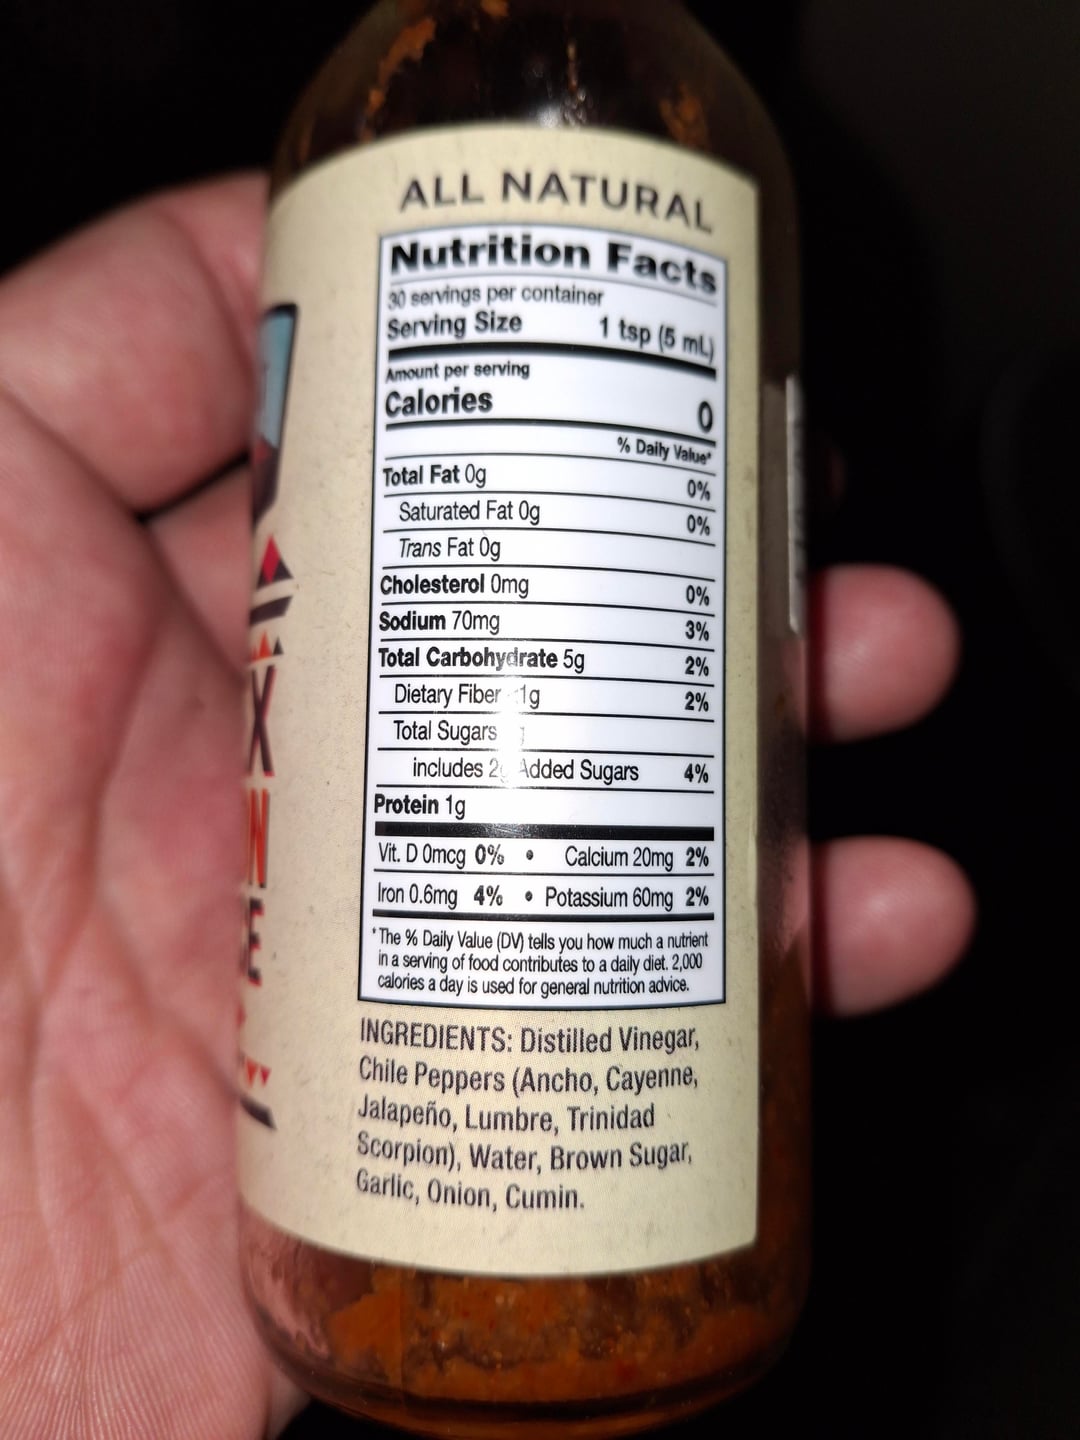 ALL NATURAL
Nutrition Facts
30 servings per container
Serving Size 1 tsp (5 mL)
Amount per serving
Calories 0
% Daily Value*
Total Fat 0g 0%
Saturated Fat 0g 0%
Trans Fat 0g
Cholesterol 0mg 0%
Sodium 70mg 3%
Total Carbohydrate 5g 2%
Dietary Fiber 1g 2%
Total Sugars
includes 2g Added Sugars 4%
Protein 1g
Vit. D 0mcg 0% • Calcium 20mg 2%
Iron 0.6mg 4% • Potassium 60mg 2%
*The % Daily Value (DV) tells you how much a nutrient
in a serving of food contributes to a daily diet. 2,000
calories a day is used for general nutrition advice.
INGREDIENTS: Distilled Vinegar,
Chile Peppers (Ancho, Cayenne,
Jalapeño, Lumbre, Trinidad
Scorpion), Water, Brown Sugar,
Garlic, Onion, Cumin.
X
N
E